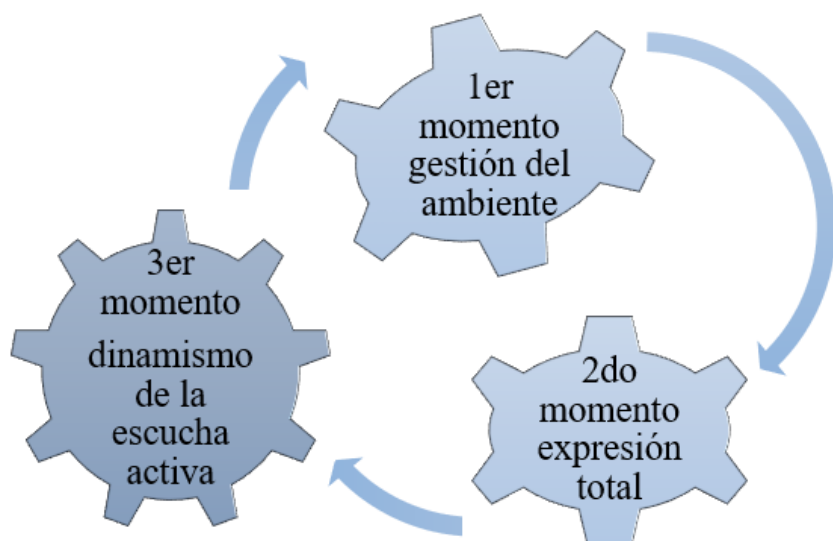 1er
momento
gestión del
ambiente
2do
momento
expresión
total
3er
momento
dinamismo
de la
escucha
activa